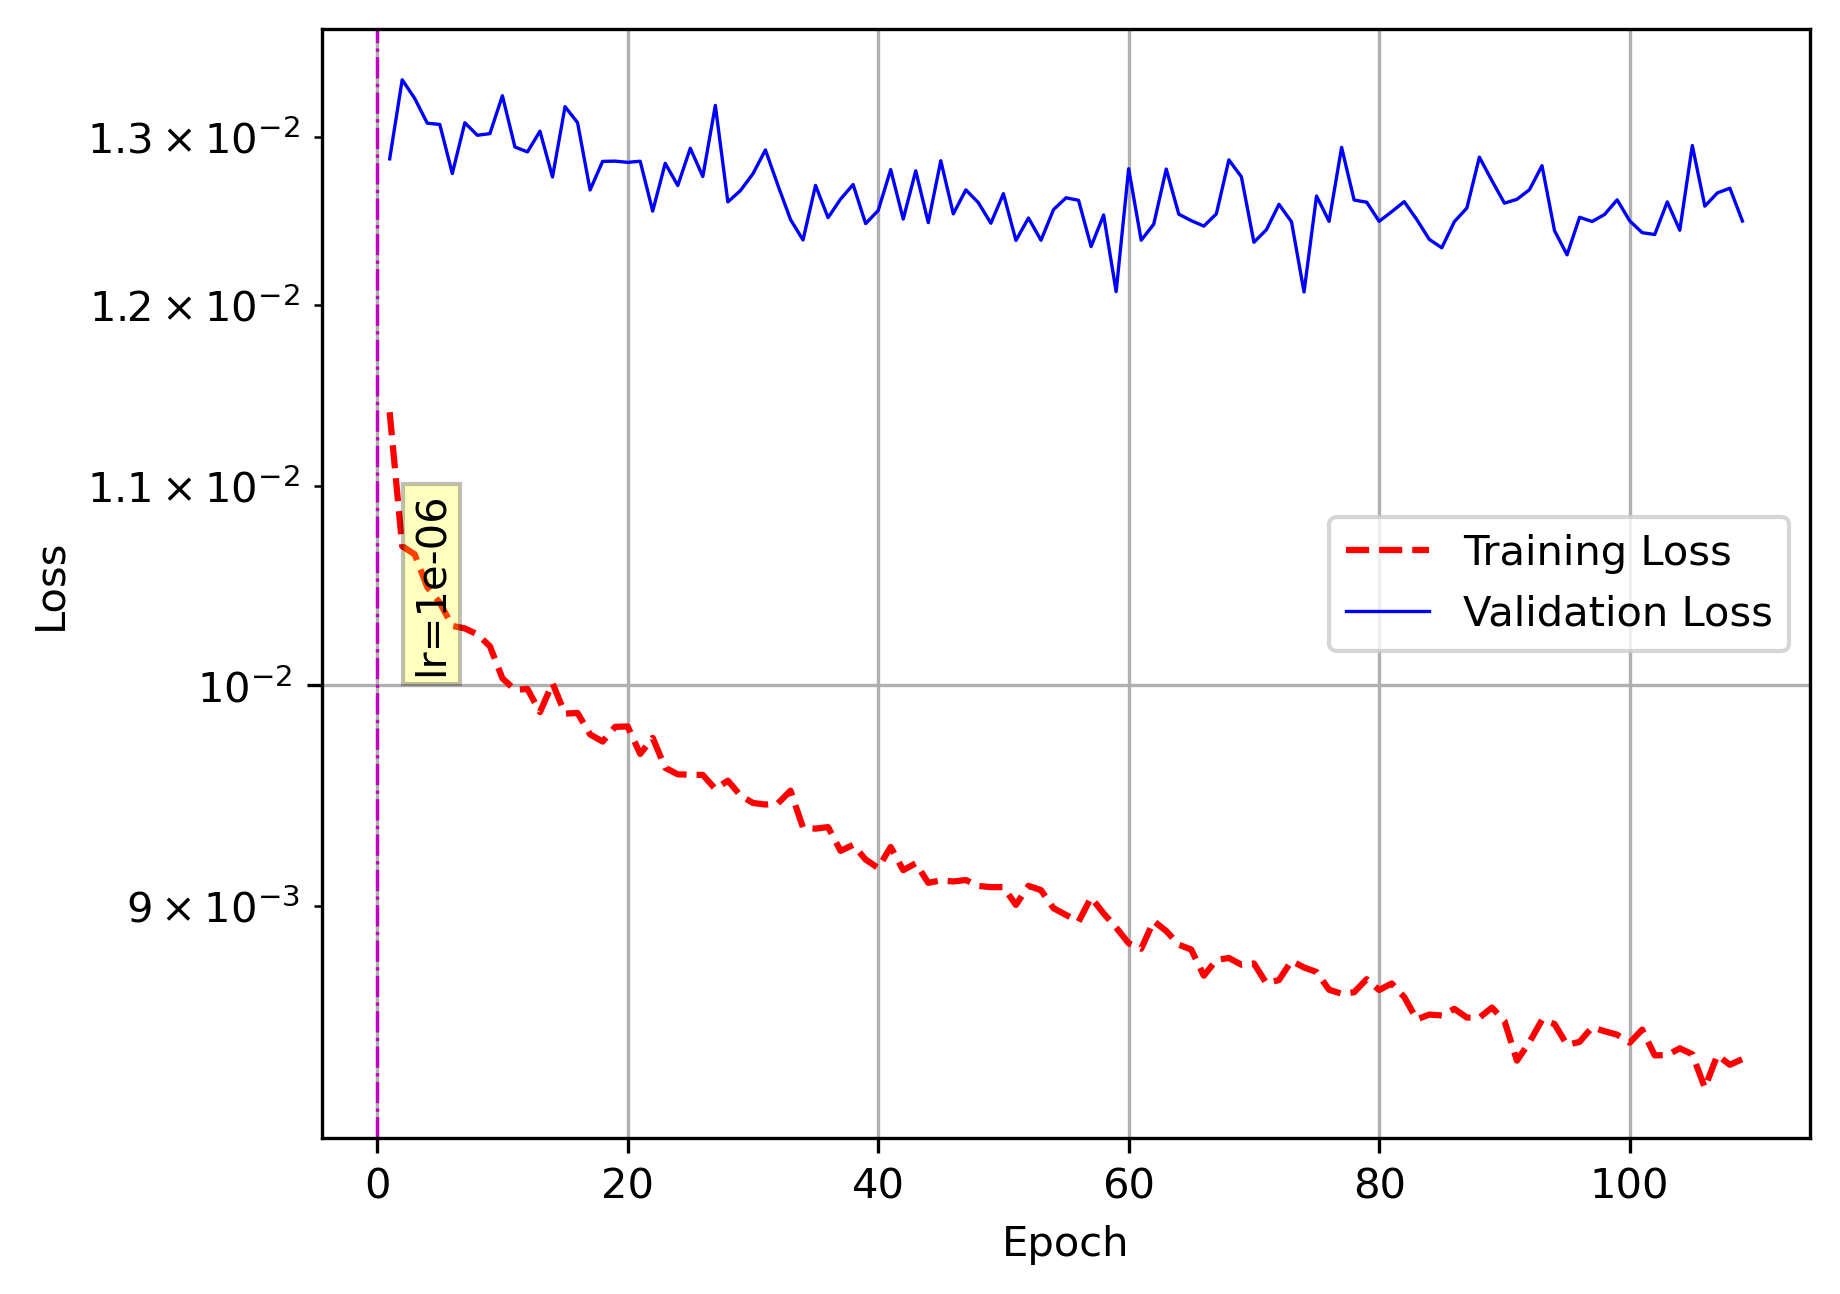 1.3 × 10⁻²
1.2 × 10⁻²
1.1 × 10⁻²
10⁻²
9 × 10⁻³
Loss
lr=1e-06
Training Loss
Validation Loss
0 20 40 60 80 100
Epoch